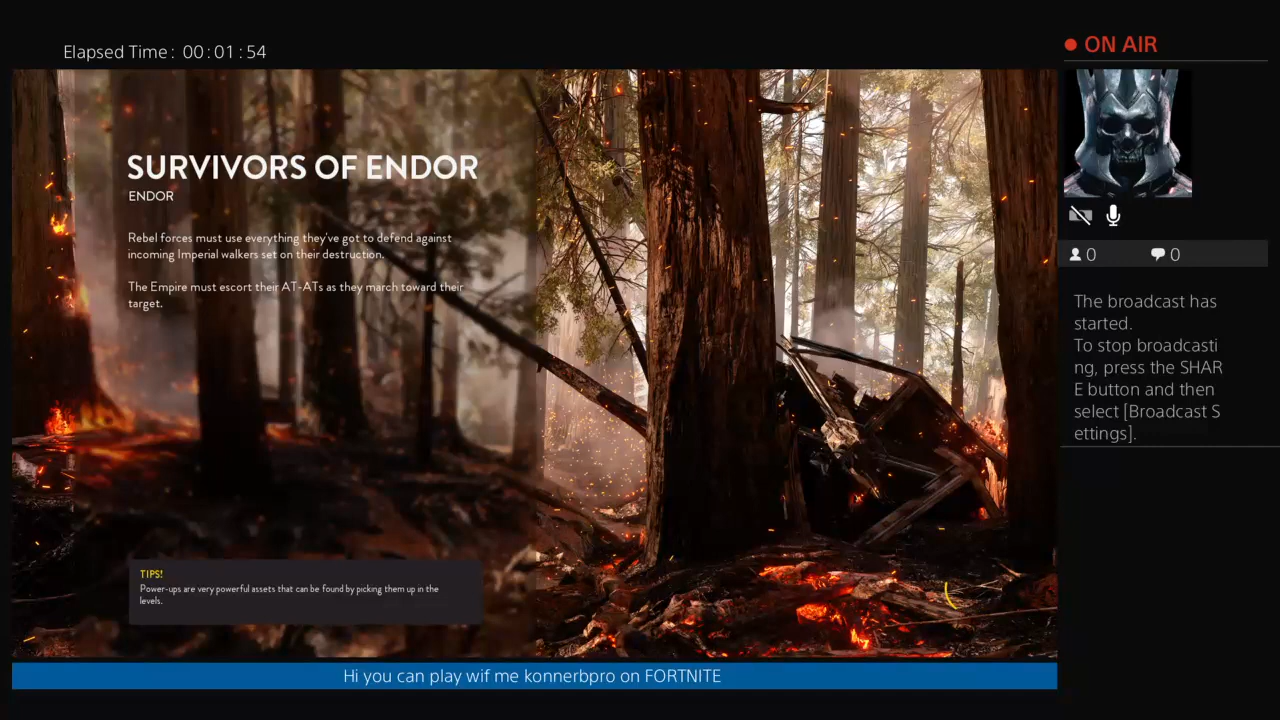 Elapsed Time: 00:01:54
ON AIR
SURVIVORS OF ENDOR
ENDOR
Rebel forces must use everything they've got to defend against
incoming Imperial walkers set on their destruction.
The Empire must escort their AT-ATs as they march toward their
target.
TIPS!
Power-ups are very powerful assets that can be found by picking them up in the
levels.
0
0
The broadcast has
started.
To stop broadcasti
ng, press the SHAR
E button and then
select [Broadcast S
ettings].
Hi you can play wif me konnerbpro on FORTNITE